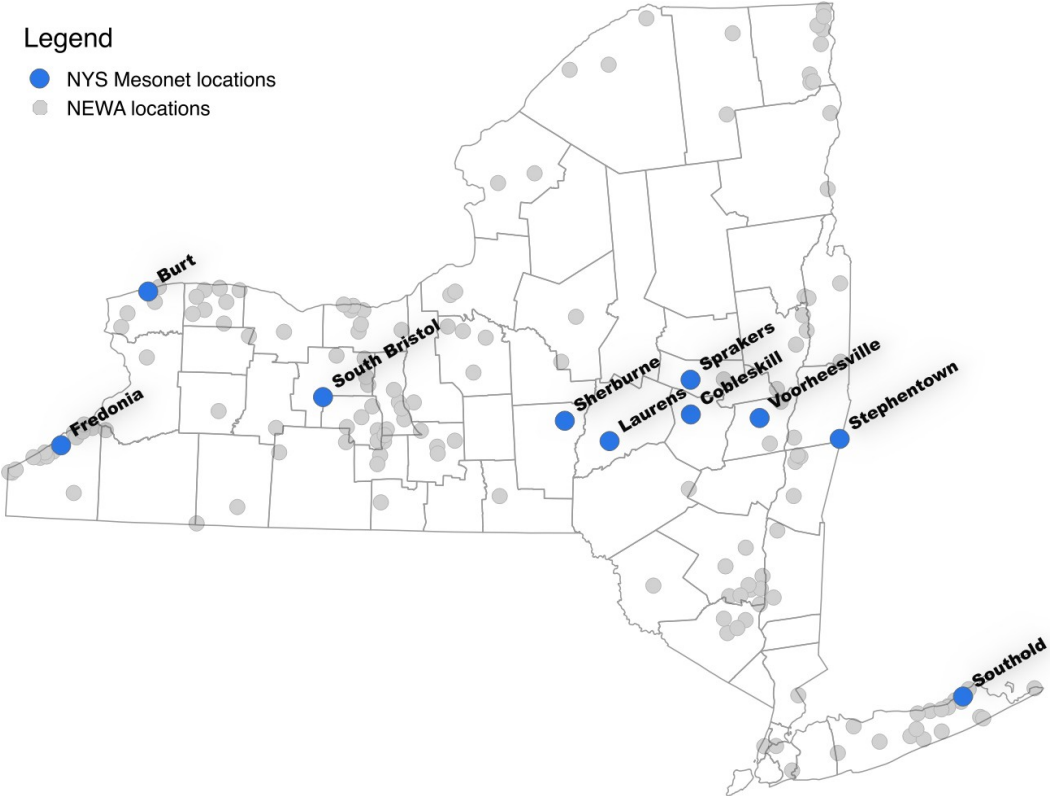 Legend
NYS Mesonet locations
NEWA locations
Burt
South Bristol
Fredonia
Sprakers
Sherburne
Cobleskill
Laurens
Voorheesville
Stephentown
Southold